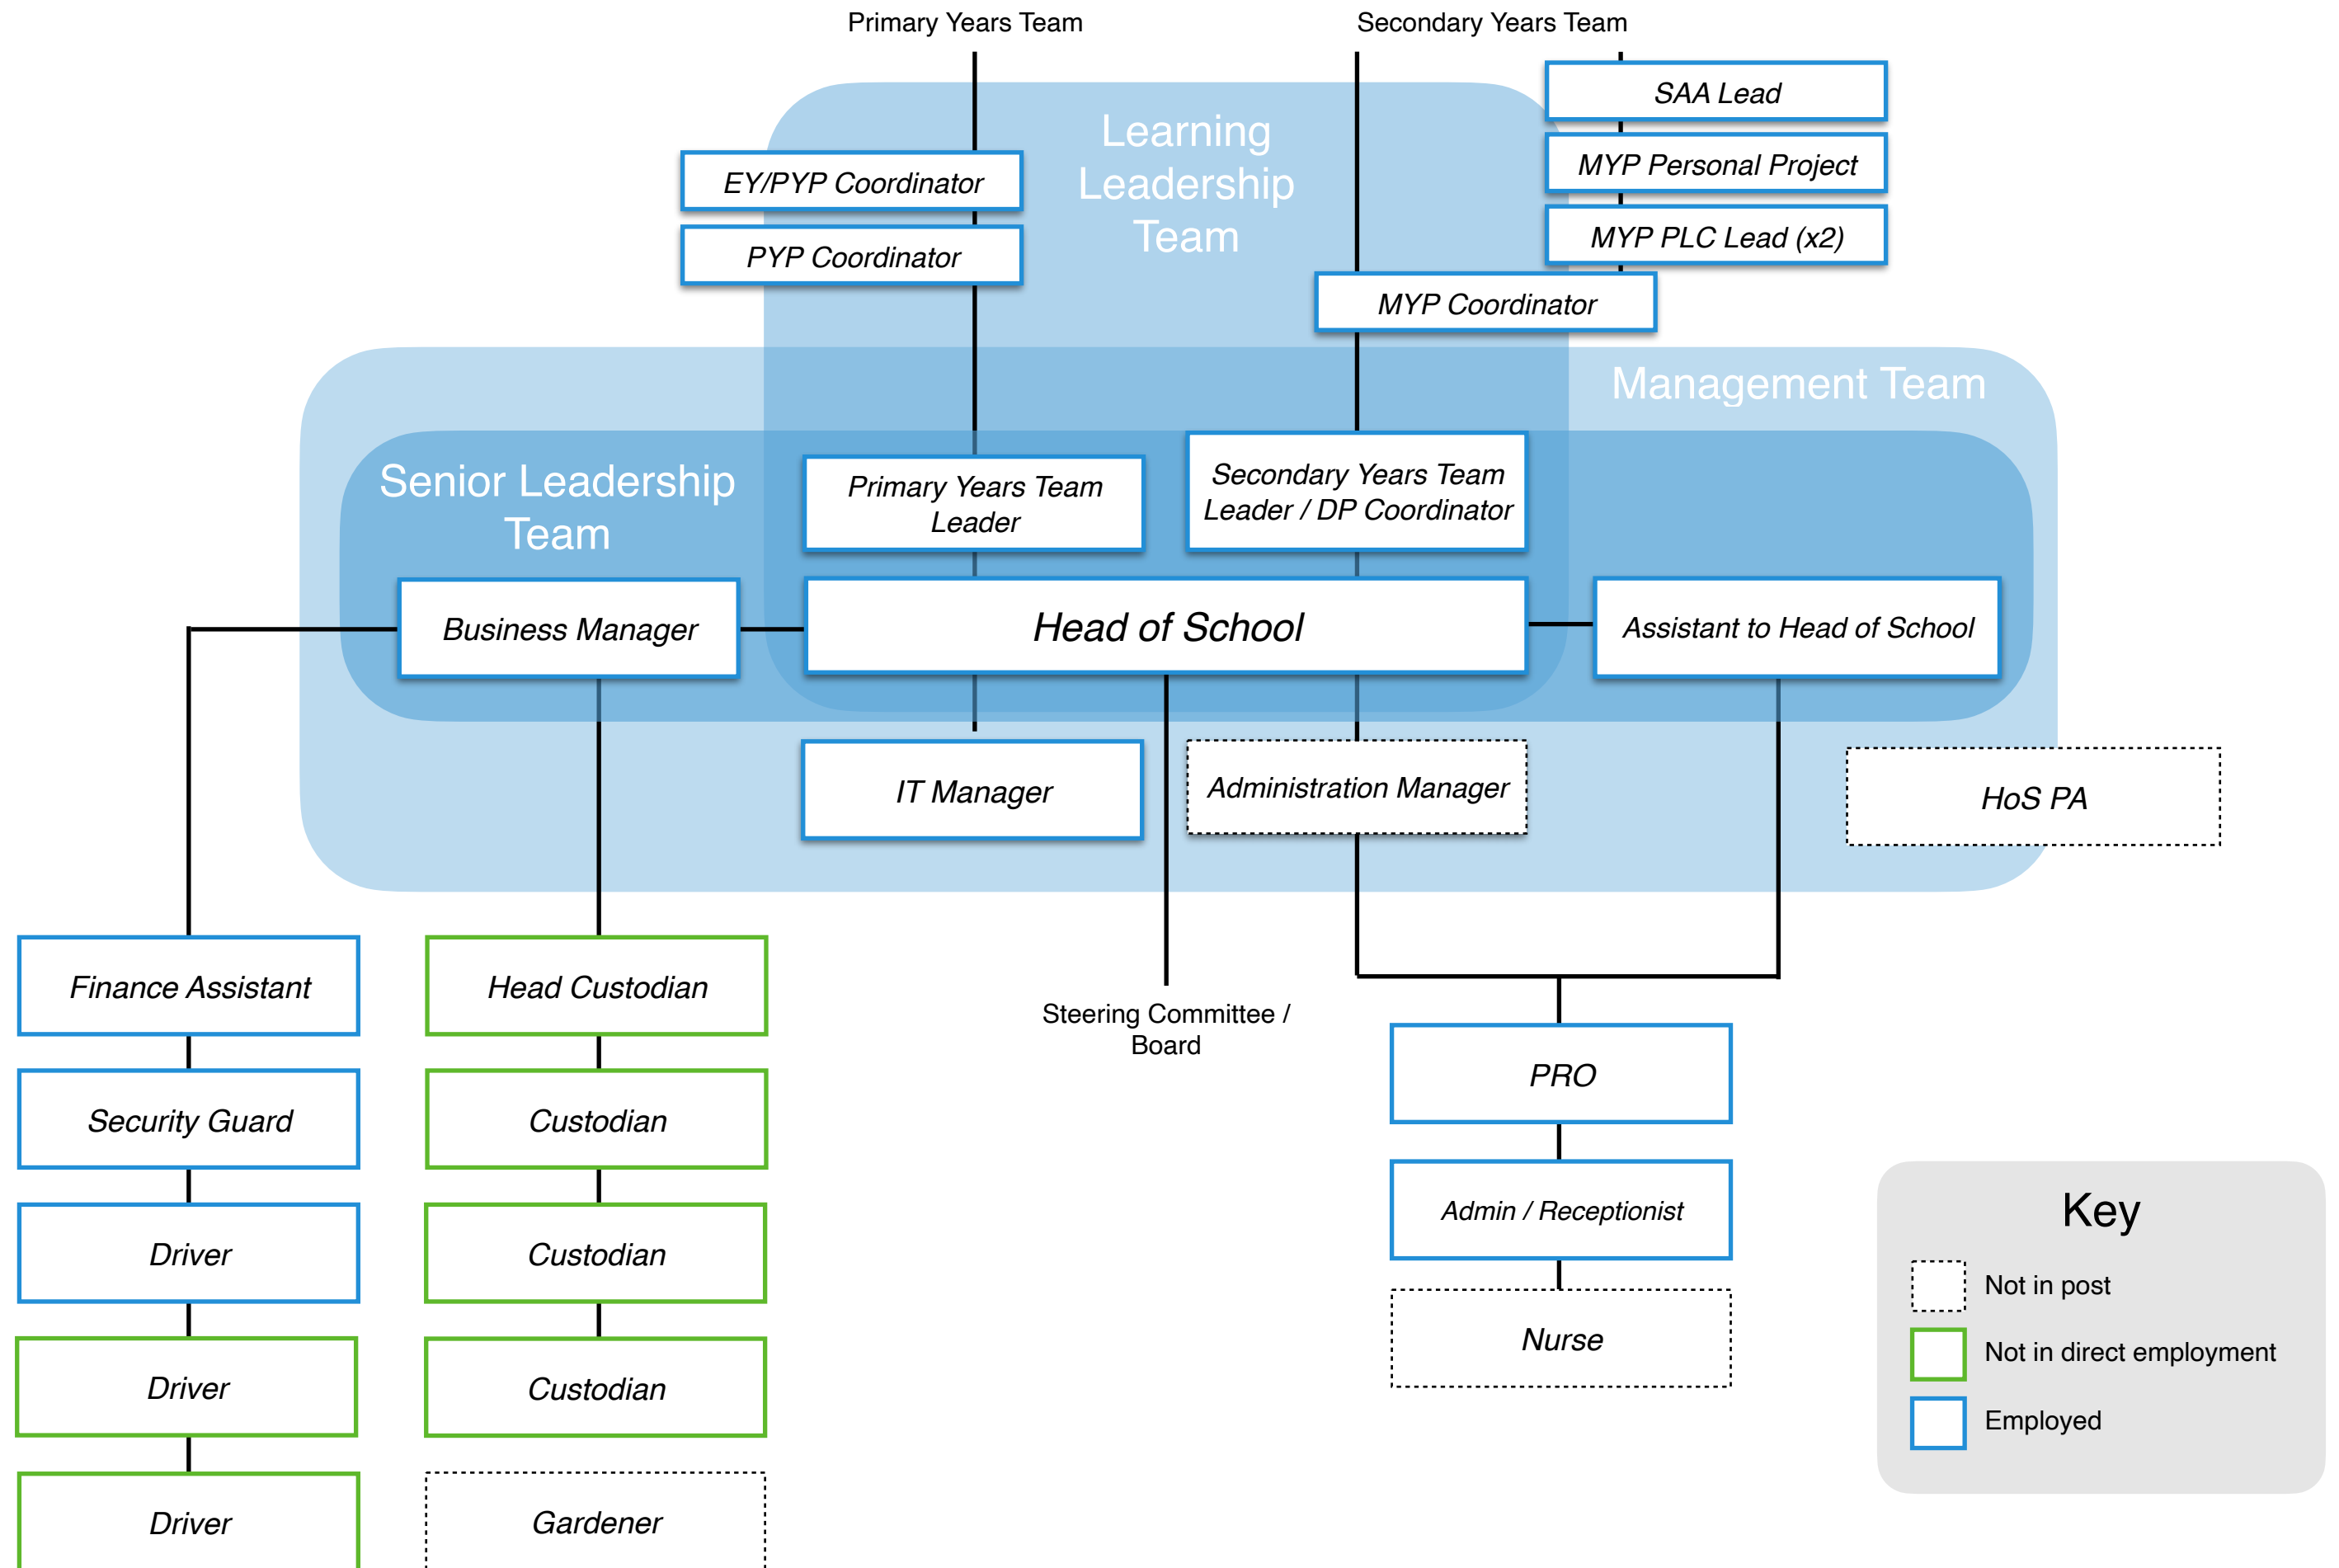 Primary Years Team
Secondary Years Team
SAA Lead
Learning
Leadership
Team
EY/PYP Coordinator
MYP Personal Project
PYP Coordinator
MYP PLC Lead (x2)
MYP Coordinator
Management Team
Senior Leadership
Team
Primary Years Team
Leader
Secondary Years Team
Leader / DP Coordinator
Business Manager
Head of School
Assistant to Head of School
IT Manager
Administration Manager
HoS PA
Finance Assistant
Head Custodian
Steering Committee /
Board
PRO
Security Guard
Custodian
Admin / Receptionist
Driver
Custodian
Nurse
Driver
Custodian
Driver
Gardener
Key
Not in post
Not in direct employment
Employed